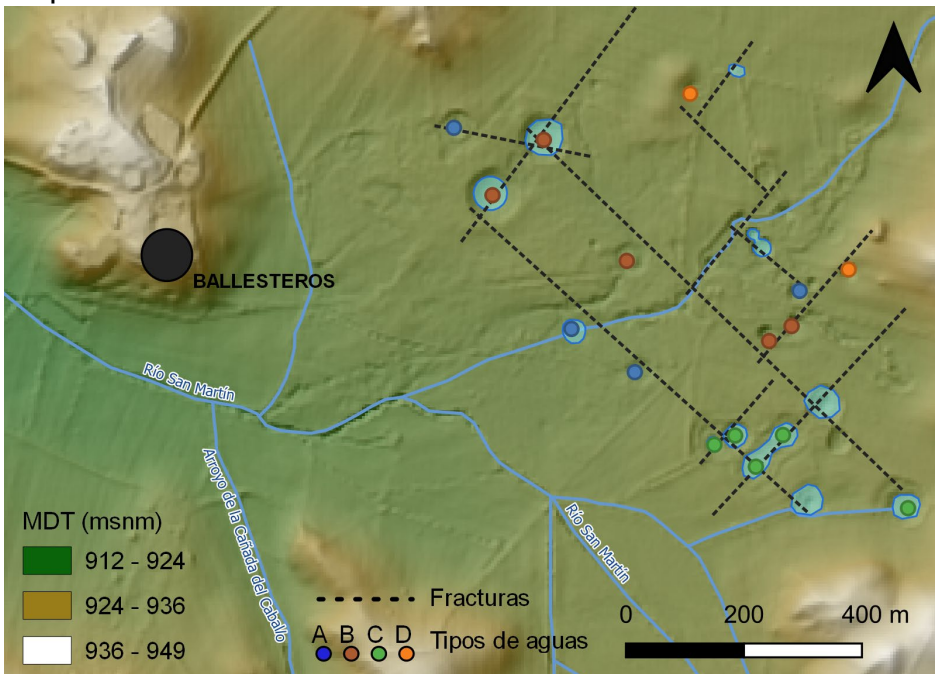 BALLESTEROS
Río San Martín
Arroyo de la Cañada del Caballo
Río San Martín
MDT (msnm)
912 - 924
924 - 936
936 - 949
Fracturas
A B C D
Tipos de aguas
0 200 400 m